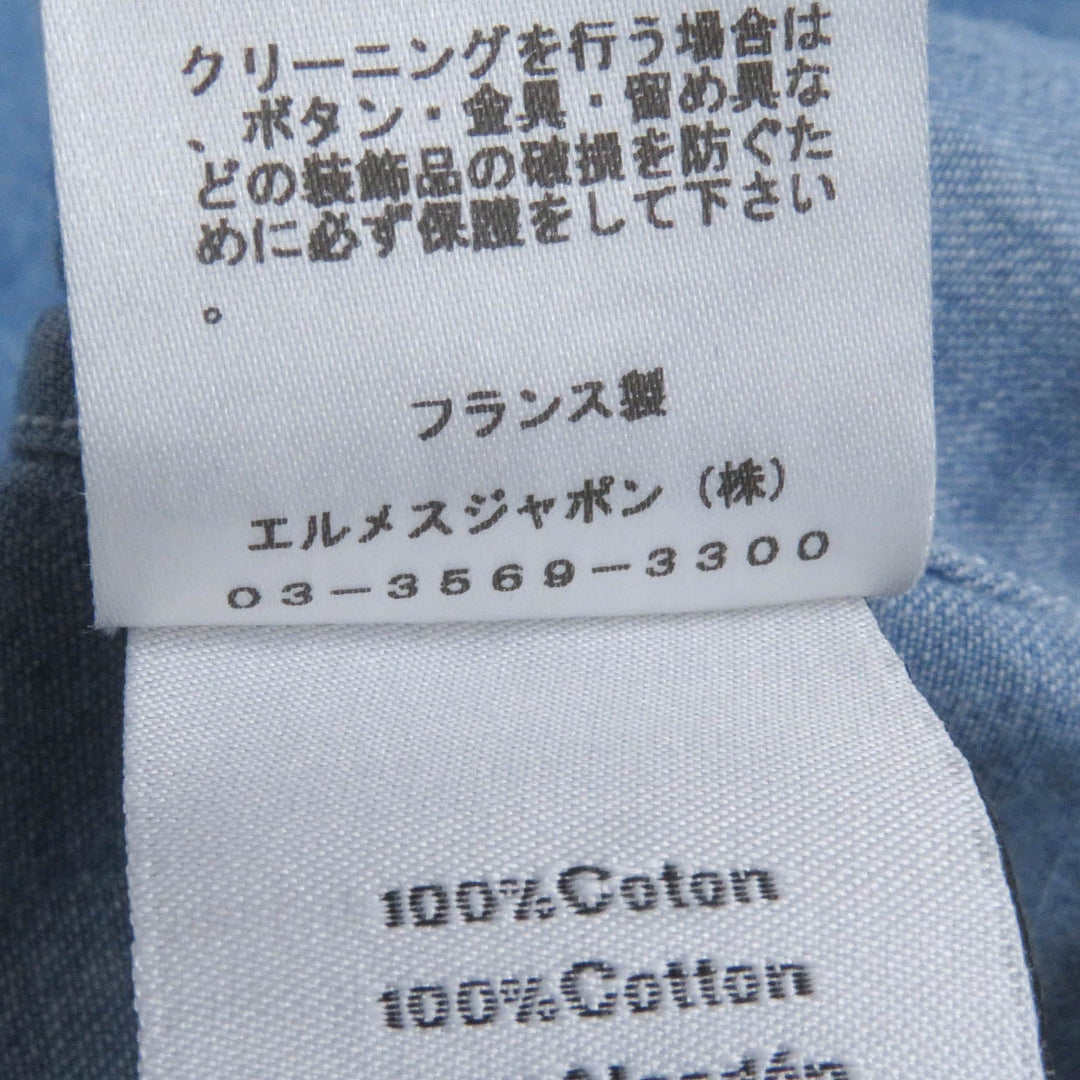 クリーニングを行う場合は
、ボタン・金具・留め具な
どの装飾品の破損を防ぐた
めに必ず保護をして下さい
。
フランス製
エルメスジャポン（株）
03-3569-3300
100%Coton
100%Cotton
Algodón